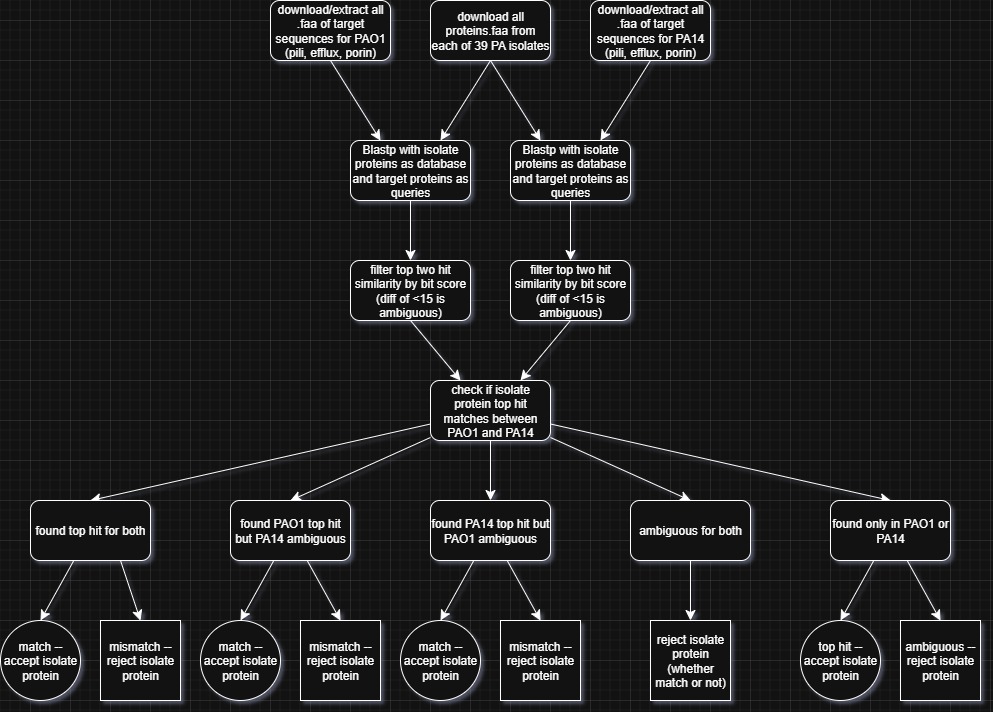 download/extract all
.faa of target
sequences for PAO1
(pili, efflux, porin)
download all
proteins.faa from
each of 39 PA isolates
download/extract all
.faa of target
sequences for PA14
(pili, efflux, porin)
Blastp with isolate
proteins as database
and target proteins as
queries
Blastp with isolate
proteins as database
and target proteins as
queries
filter top two hit
similarity by bit score
(diff of <15 is
ambiguous)
filter top two hit
similarity by bit score
(diff of <15 is
ambiguous)
check if isolate
protein top hit
matches between
PAO1 and PA14
found top hit for both
found PAO1 top hit
but PA14 ambiguous
found PA14 top hit but
PAO1 ambiguous
ambiguous for both
found only in PAO1 or
PA14
match --
accept isolate
protein
mismatch --
reject isolate
protein
match --
accept isolate
protein
mismatch --
reject isolate
protein
match --
accept isolate
protein
mismatch --
reject isolate
protein
reject isolate
protein
(whether
match or not)
top hit --
accept isolate
protein
ambiguous --
reject isolate
protein